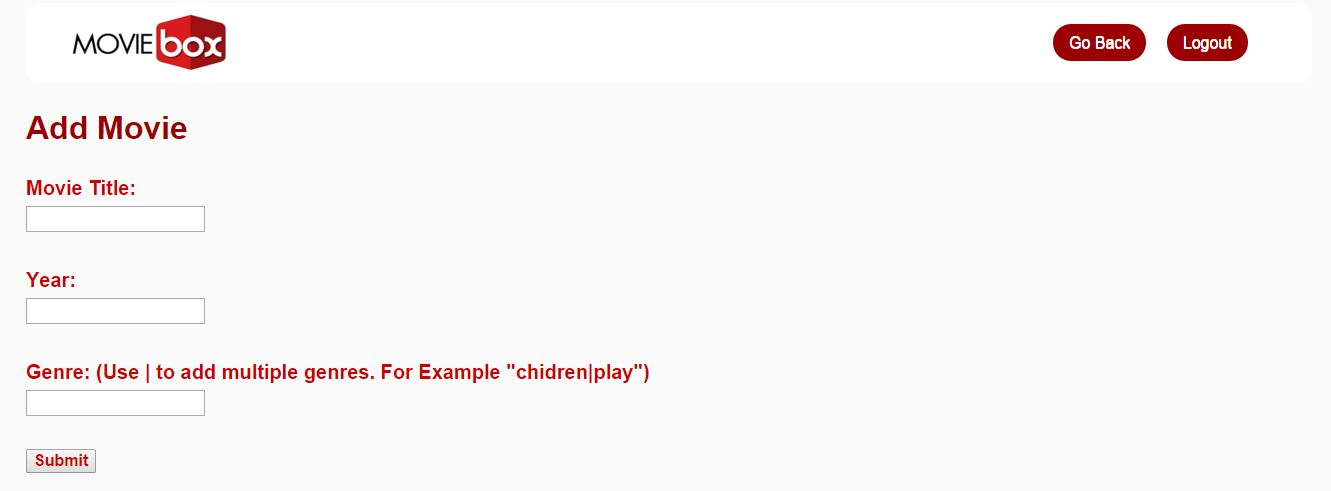 MOVIE box
Go Back
Logout
Add Movie
Movie Title:
Year:
Genre: (Use | to add multiple genres. For Example "chidren|play")
Submit